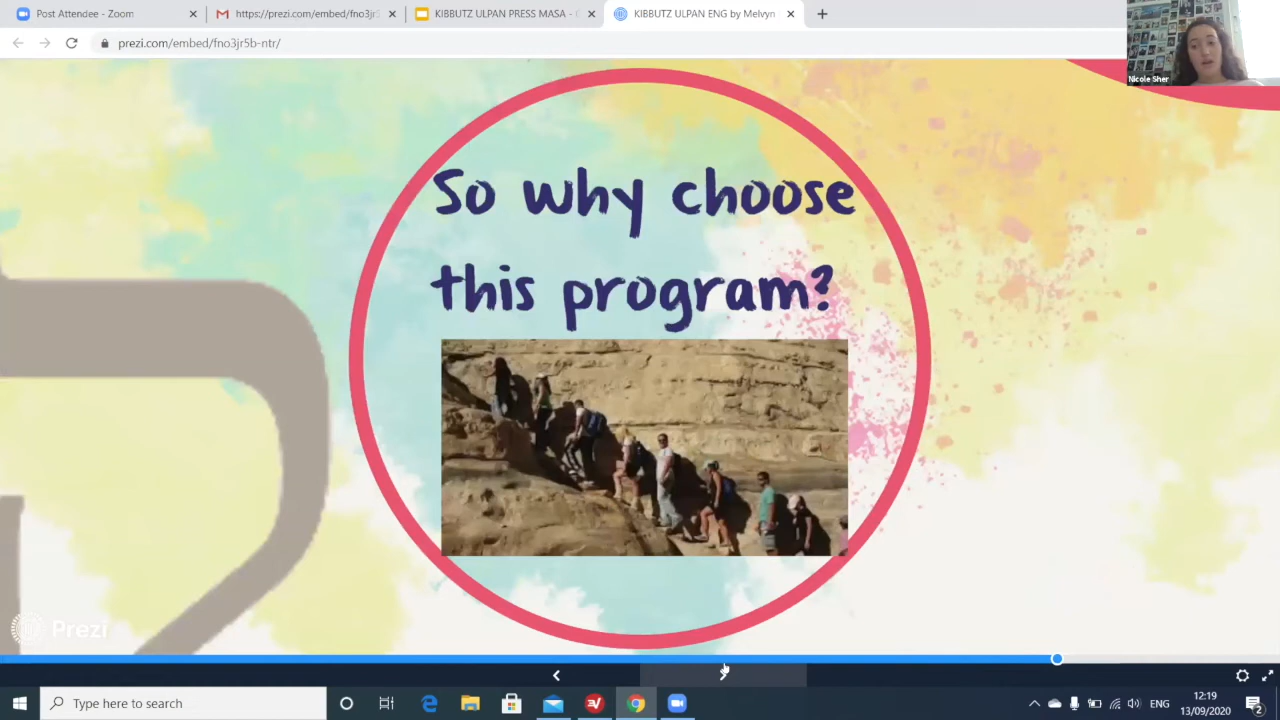 Post Attendee - Zoom
https://prezi.com/embed/fno3jr5
KIBBUTZ ULPAN PRESS MASA -
KIBBUTZ ULPAN ENG by Melvyn
prezi.com/embed/fno3jr5b-ntr/
Nicole Sher
So why choose
this program?
Prezi
Type here to search
ENG
12:19
13/09/2020
2